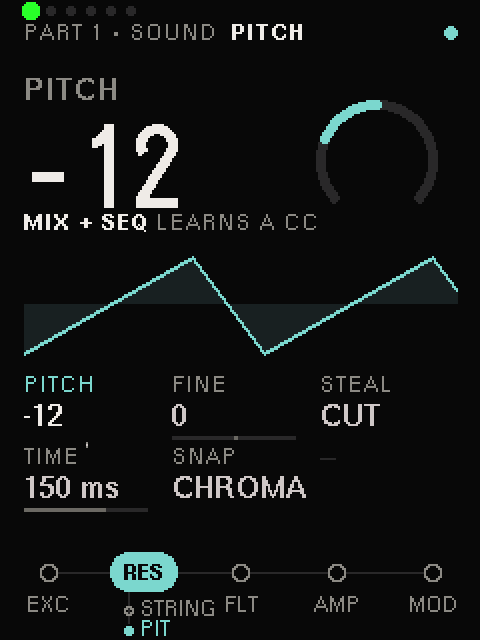 PART 1 · SOUND PITCH
PITCH
-12
MIX + SEQ LEARNS A CC
PITCH FINE STEAL
-12 0 CUT
TIME ' SNAP —
150 ms CHROMA
RES
EXC STRING FLT AMP MOD
PIT